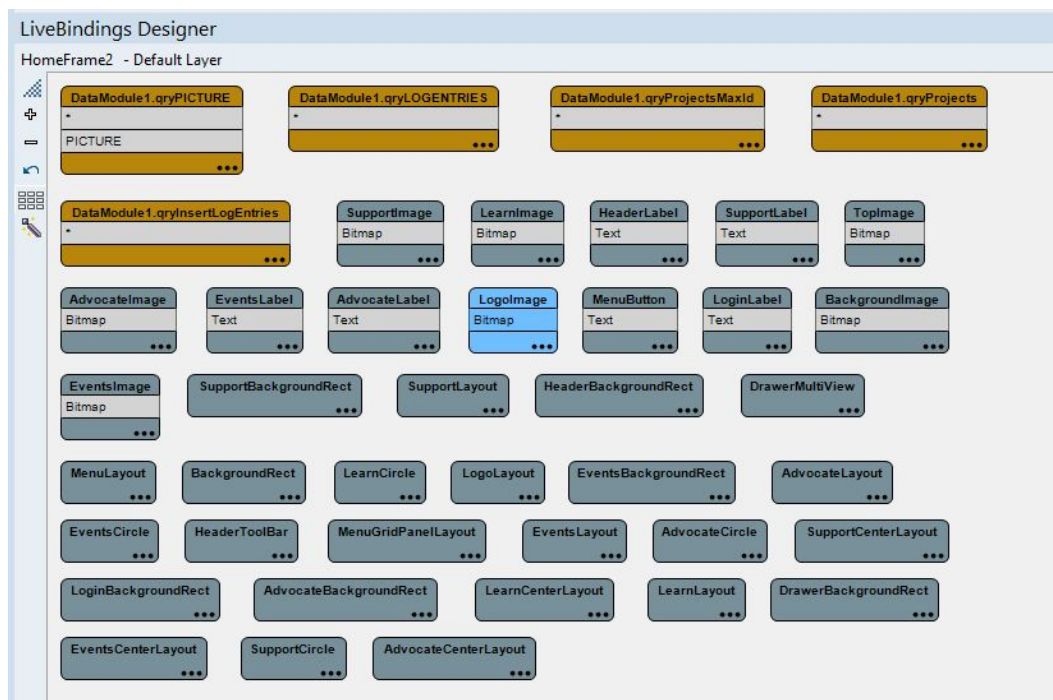 LiveBindings Designer
HomeFrame2 - Default Layer
DataModule1.qryPICTURE
*
PICTURE
DataModule1.qryLOGENTRIES
*
DataModule1.qryProjectsMaxId
*
DataModule1.qryProjects
*
DataModule1.qryInsertLogEntries
*
SupportImage
Bitmap
LearnImage
Bitmap
HeaderLabel
Text
SupportLabel
Text
TopImage
Bitmap
AdvocateImage
Bitmap
EventsLabel
Text
AdvocateLabel
Text
LogoImage
Bitmap
MenuButton
Text
LoginLabel
Text
BackgroundImage
Bitmap
EventsImage
Bitmap
SupportBackgroundRect
SupportLayout
HeaderBackgroundRect
DrawerMultiView
MenuLayout
BackgroundRect
LearnCircle
LogoLayout
EventsBackgroundRect
AdvocateLayout
EventsCircle
HeaderToolBar
MenuGridPanelLayout
EventsLayout
AdvocateCircle
SupportCenterLayout
LoginBackgroundRect
AdvocateBackgroundRect
LearnCenterLayout
LearnLayout
DrawerBackgroundRect
EventsCenterLayout
SupportCircle
AdvocateCenterLayout